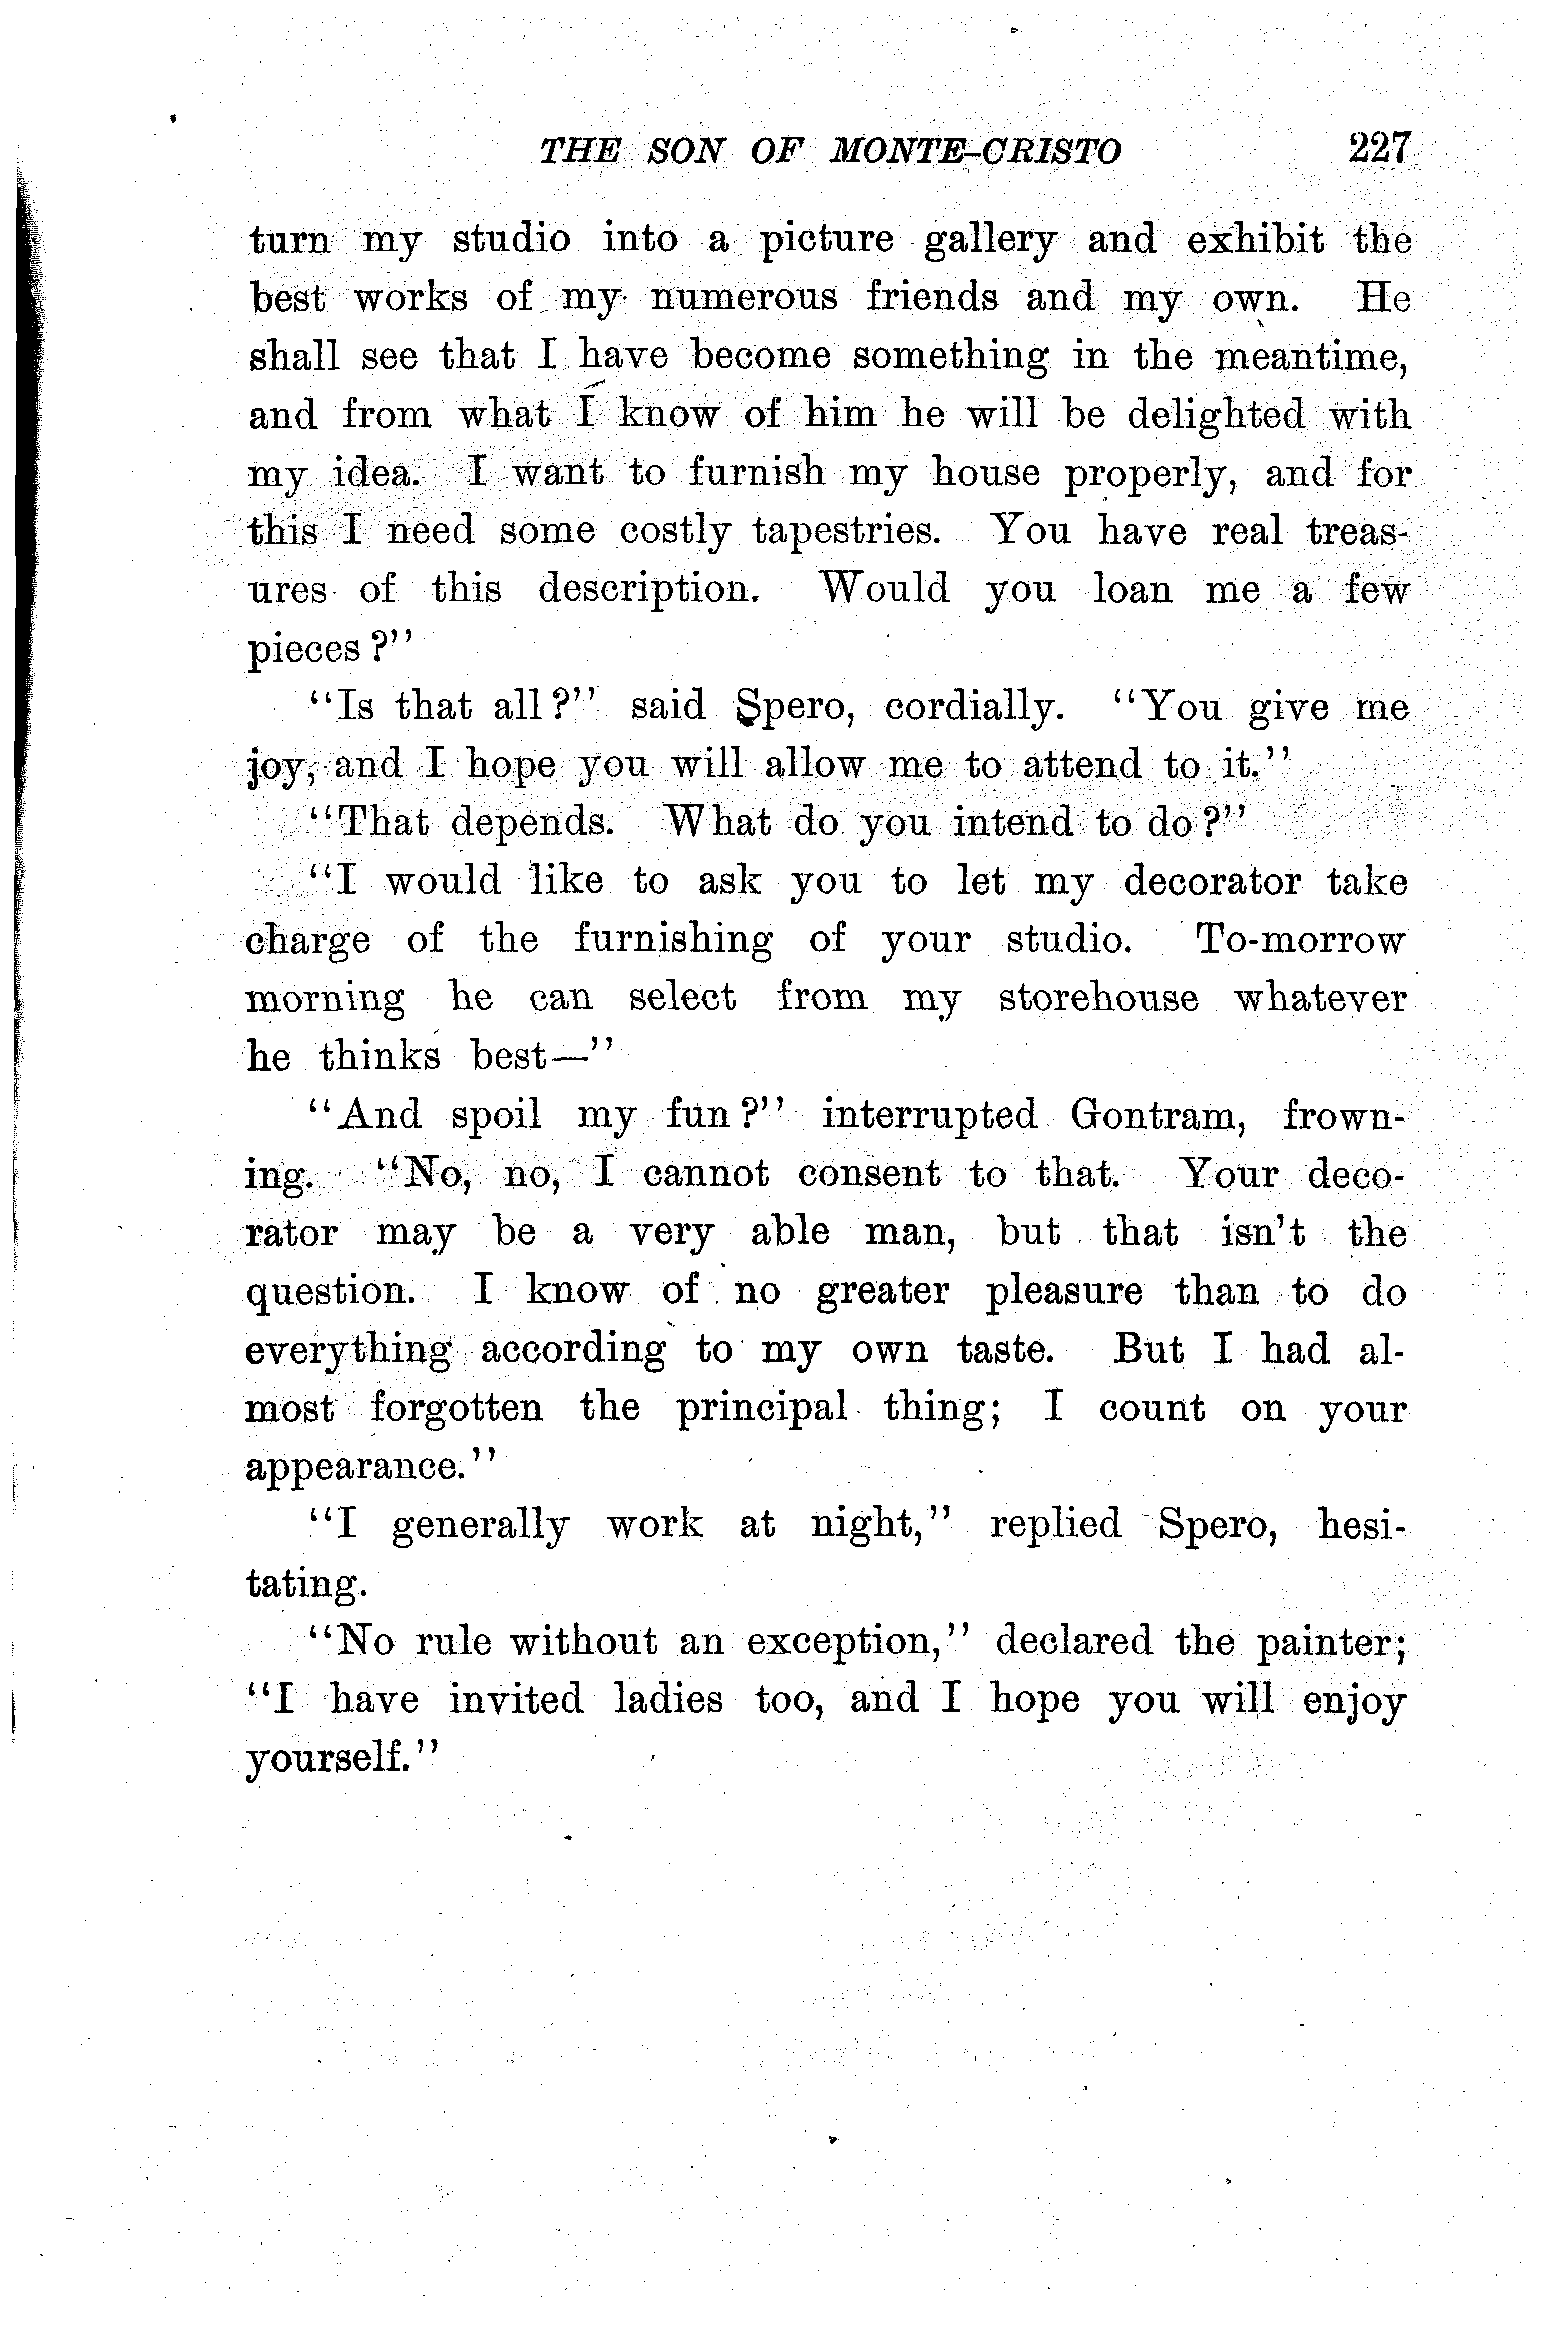 THE SON OF MONTE-CRISTO 227
turn my studio into a picture gallery and exhibit the
best works of my numerous friends and my own. He
shall see that I have become something in the meantime,
and from what I know of him he will be delighted with
my idea. I want to furnish my house properly, and for
this I need some costly tapestries. You have real treas-
ures of this description. Would you loan me a few
pieces?"
"Is that all?" said Spero, cordially. "You give me
joy, and I hope you will allow me to attend to it."
"That depends. What do you intend to do?"
"I would like to ask you to let my decorator take
charge of the furnishing of your studio. To-morrow
morning he can select from my storehouse whatever
he thinks best—"
"And spoil my fun?" interrupted Gontram, frown-
ing. "No, no, I cannot consent to that. Your deco-
rator may be a very able man, but that isn't the
question. I know of no greater pleasure than to do
everything according to my own taste. But I had al-
most forgotten the principal thing; I count on your
appearance."
"I generally work at night," replied Spero, hesi-
tating.
"No rule without an exception," declared the painter;
"I have invited ladies too, and I hope you will enjoy
yourself."